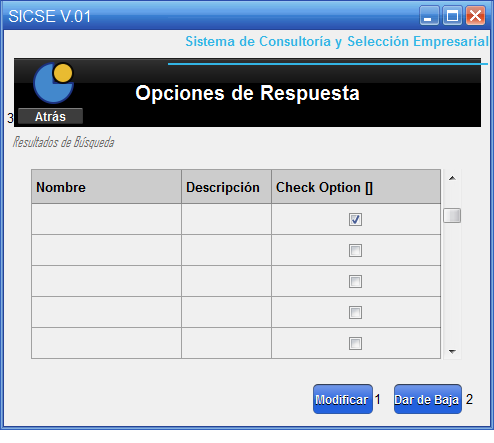 SICSE V.01
Sistema de Consultoría y Selección Empresarial
Opciones de Respuesta
3 Atrás
Resultados de Búsqueda
Nombre Descripción Check Option []
Modificar 1 Dar de Baja 2